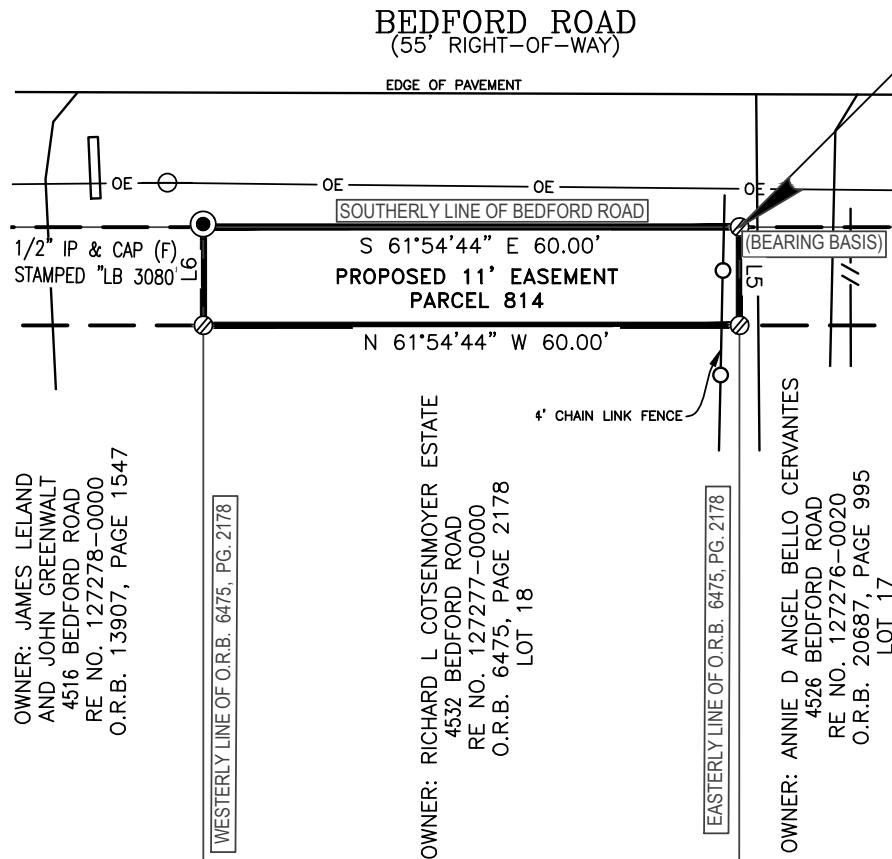 BEDFORD ROAD
(55' RIGHT-OF-WAY)
EDGE OF PAVEMENT
OE
OE
OE
OE
SOUTHERLY LINE OF BEDFORD ROAD
1/2" IP & CAP (F)
STAMPED "LB 3080'
L6
S 61°54'44" E 60.00'
(BEARING BASIS)
PROPOSED 11' EASEMENT
PARCEL 814
L5
N 61°54'44" W 60.00'
4' CHAIN LINK FENCE
OWNER: JAMES LELAND
AND JOHN GREENWALT
4516 BEDFORD ROAD
RE NO. 127278-0000
O.R.B. 13907, PAGE 1547
WESTERLY LINE OF O.R.B. 6475, PG. 2178
OWNER: RICHARD L COTSENMOYER ESTATE
4532 BEDFORD ROAD
RE NO. 127277-0000
O.R.B. 6475, PAGE 2178
LOT 18
EASTERLY LINE OF O.R.B. 6475, PG. 2178
OWNER: ANNIE D ANGEL BELLO CERVANTES
4526 BEDFORD ROAD
RE NO. 127276-0020
O.R.B. 20687, PAGE 995
LOT 17